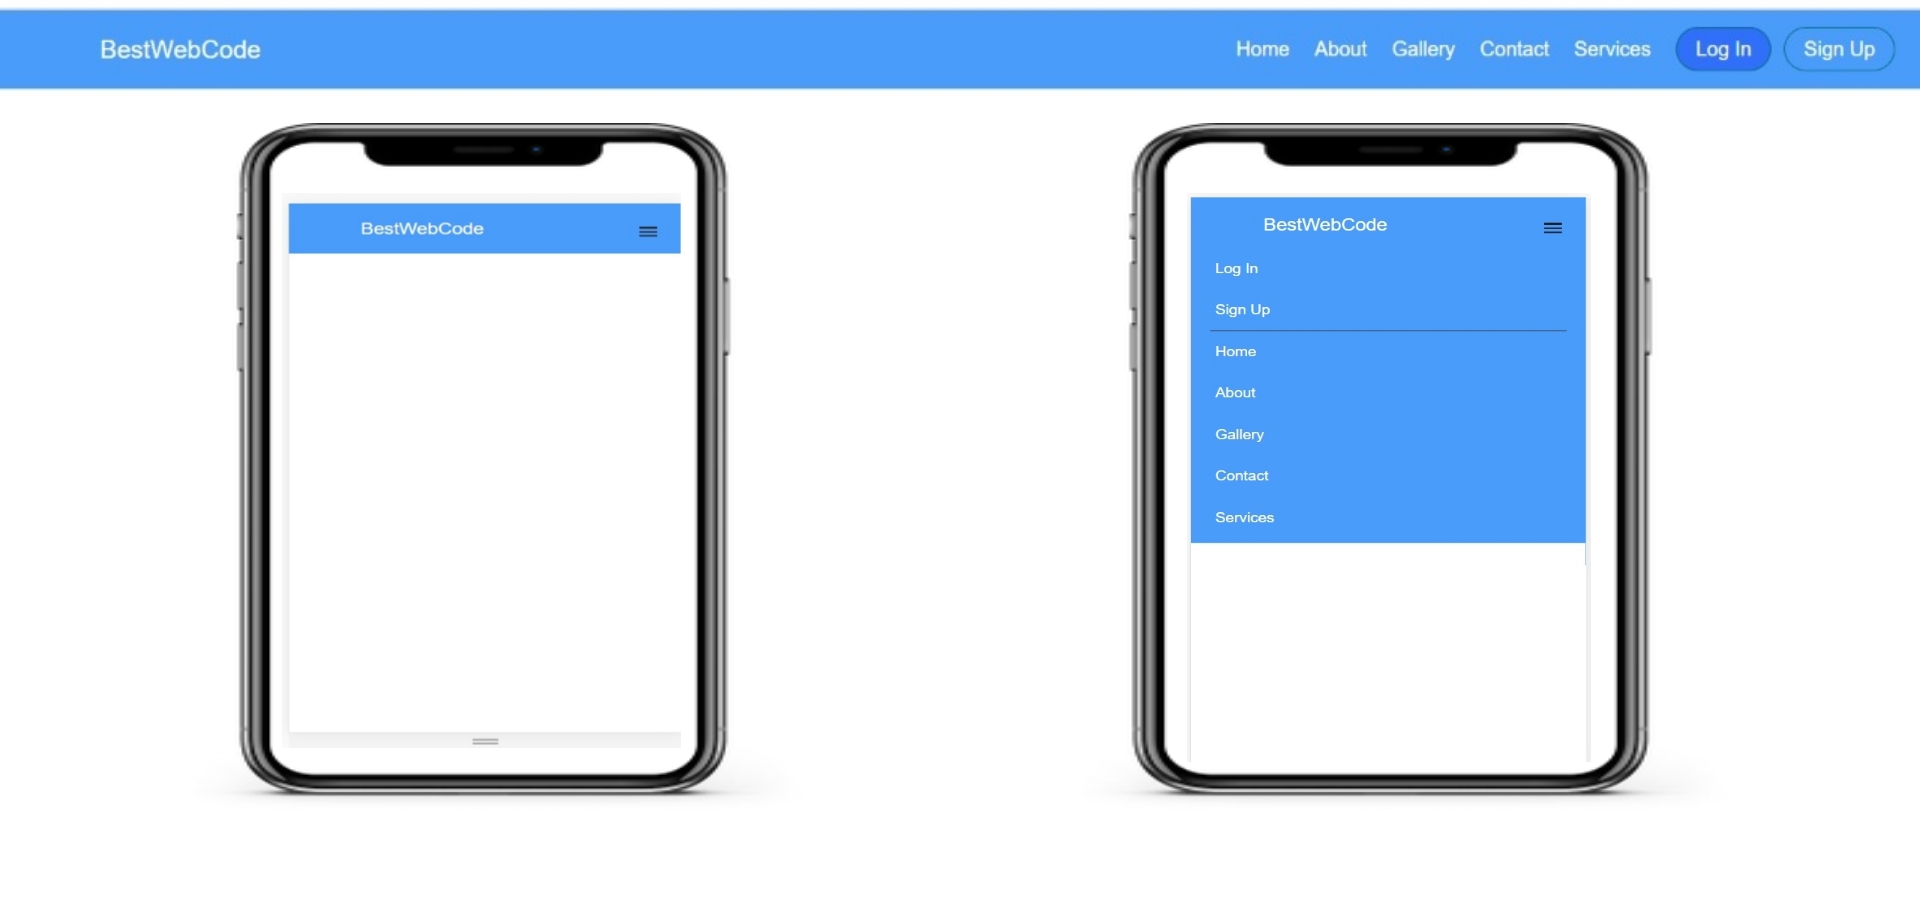 BestWebCode Home About Gallery Contact Services Log In Sign Up
BestWebCode
BestWebCode
Log In
Sign Up
Home
About
Gallery
Contact
Services